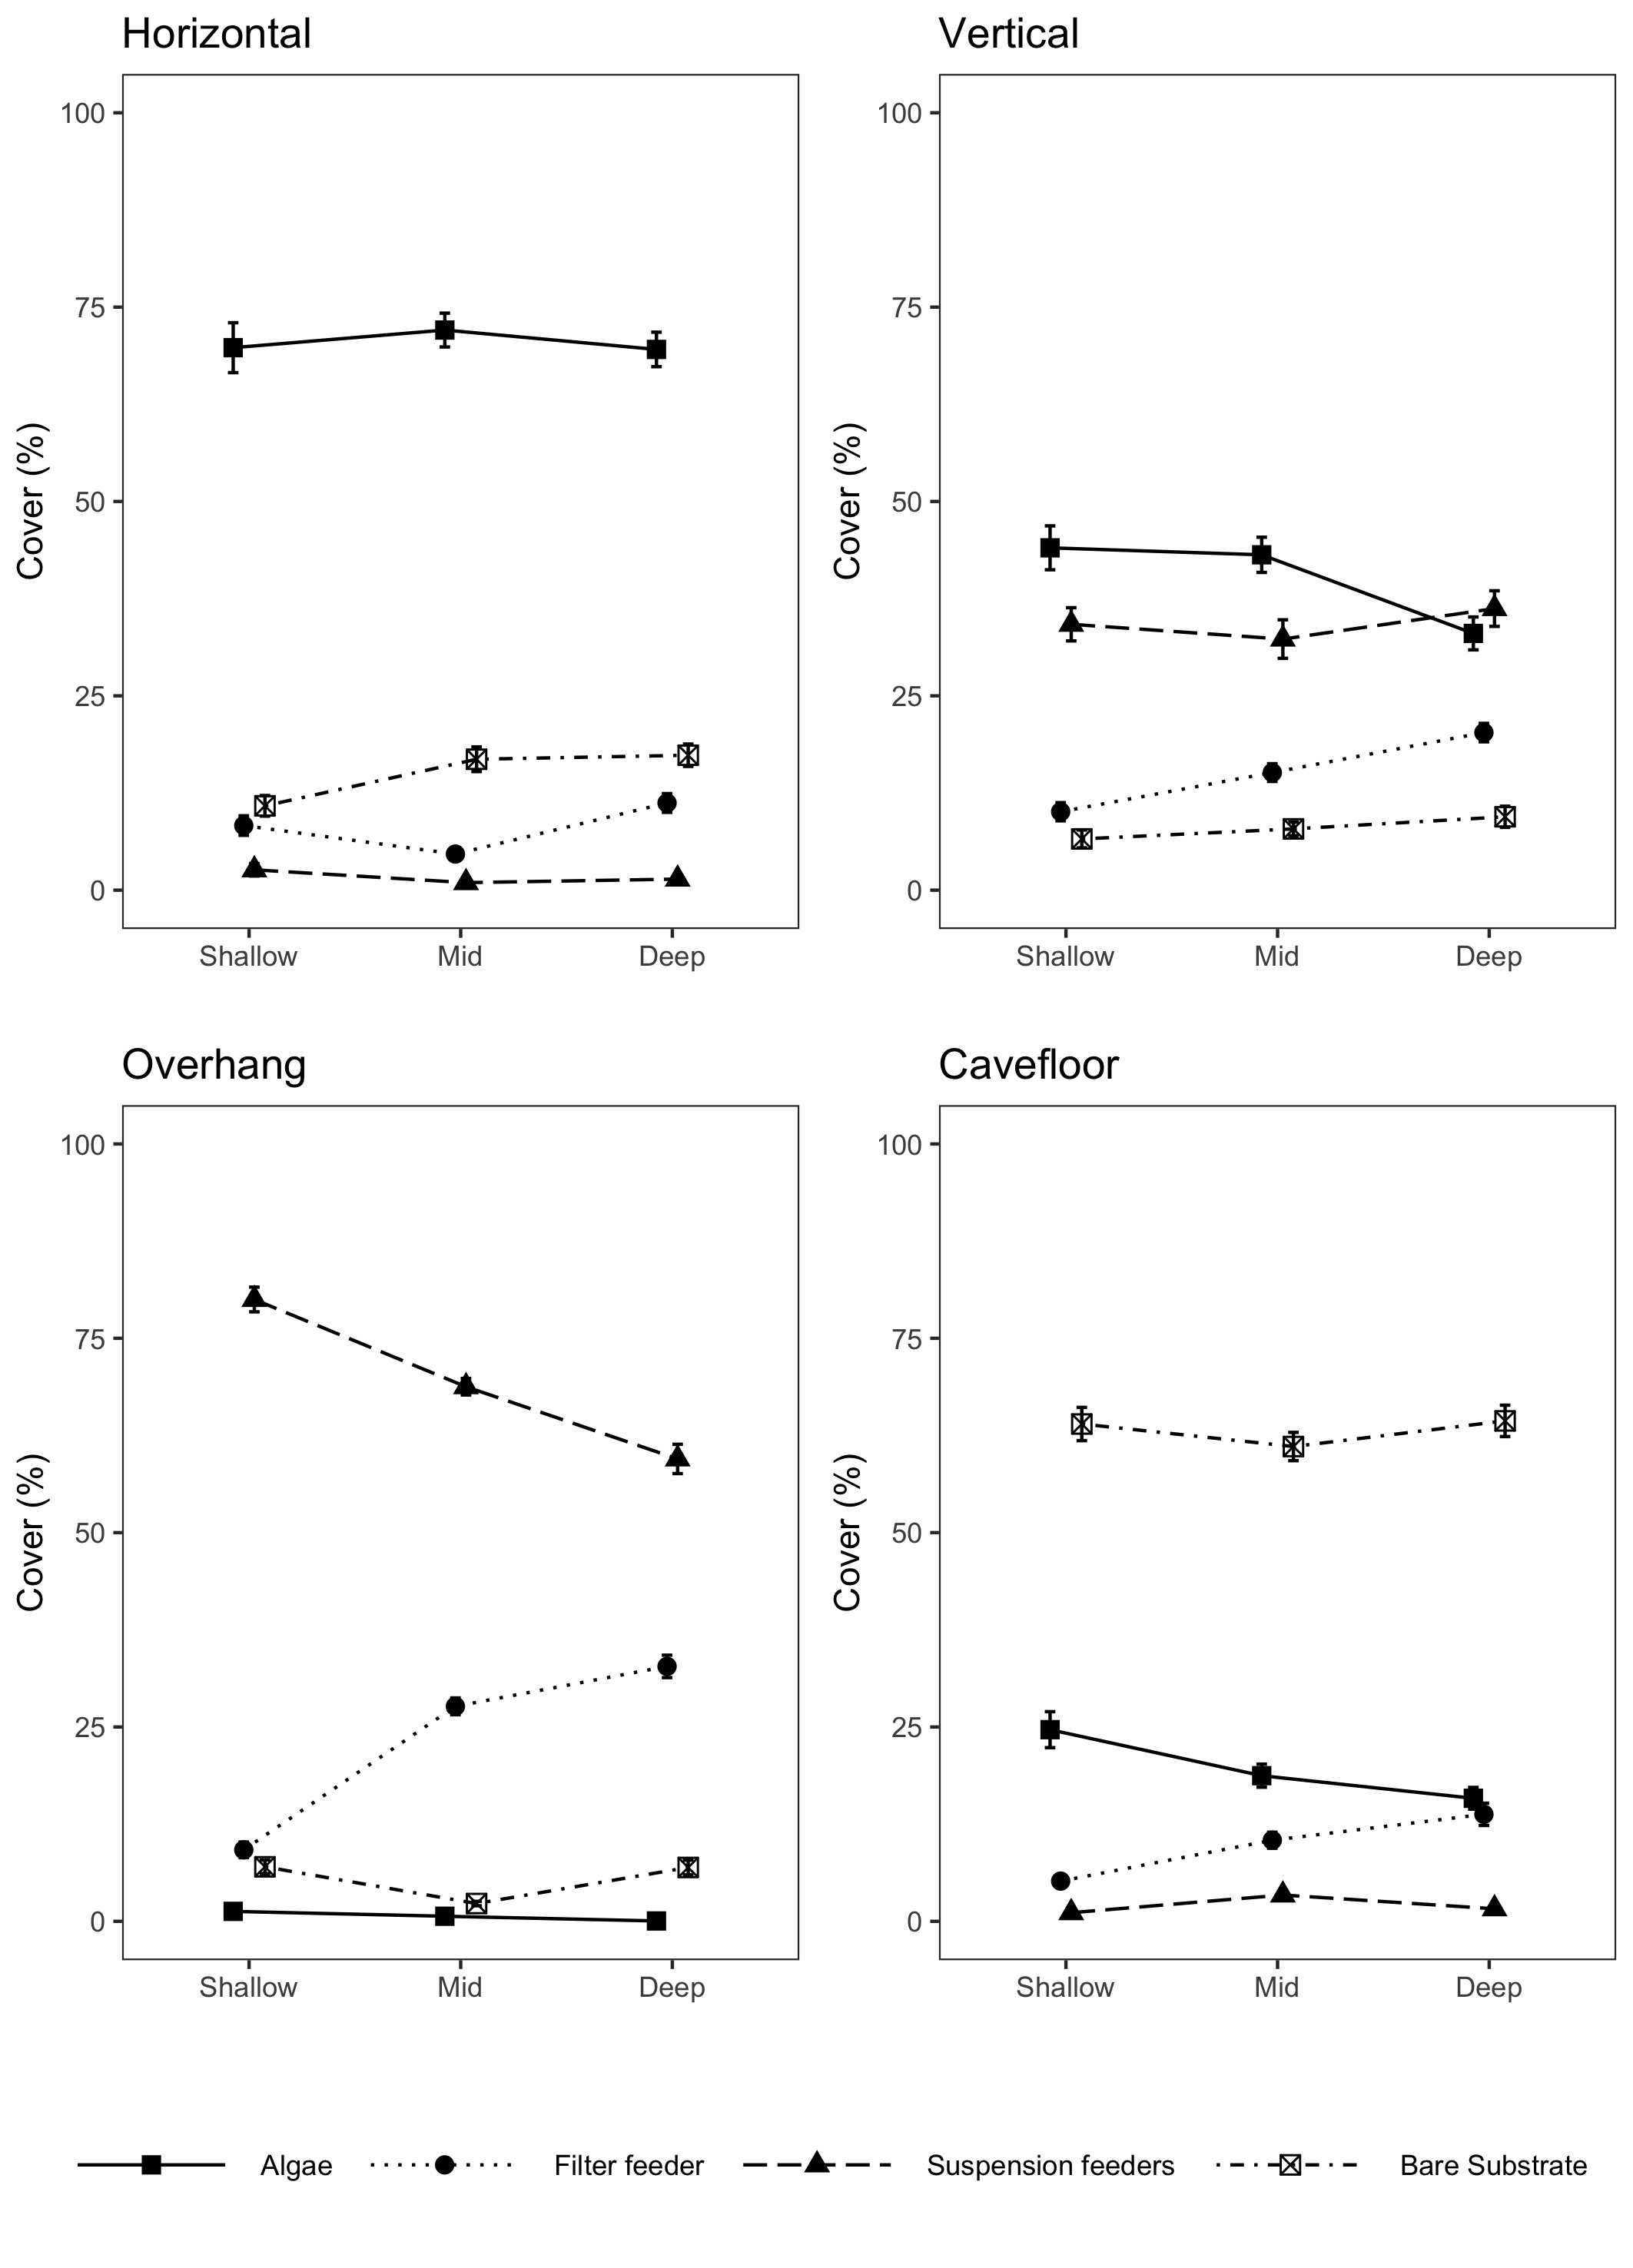 Horizontal
Vertical
100
75
50
25
0
Cover (%)
Shallow Mid Deep
100
75
50
25
0
Cover (%)
Shallow Mid Deep
Overhang
Cavefloor
100
75
50
25
0
Cover (%)
Shallow Mid Deep
100
75
50
25
0
Cover (%)
Shallow Mid Deep
Algae Filter feeder Suspension feeders Bare Substrate